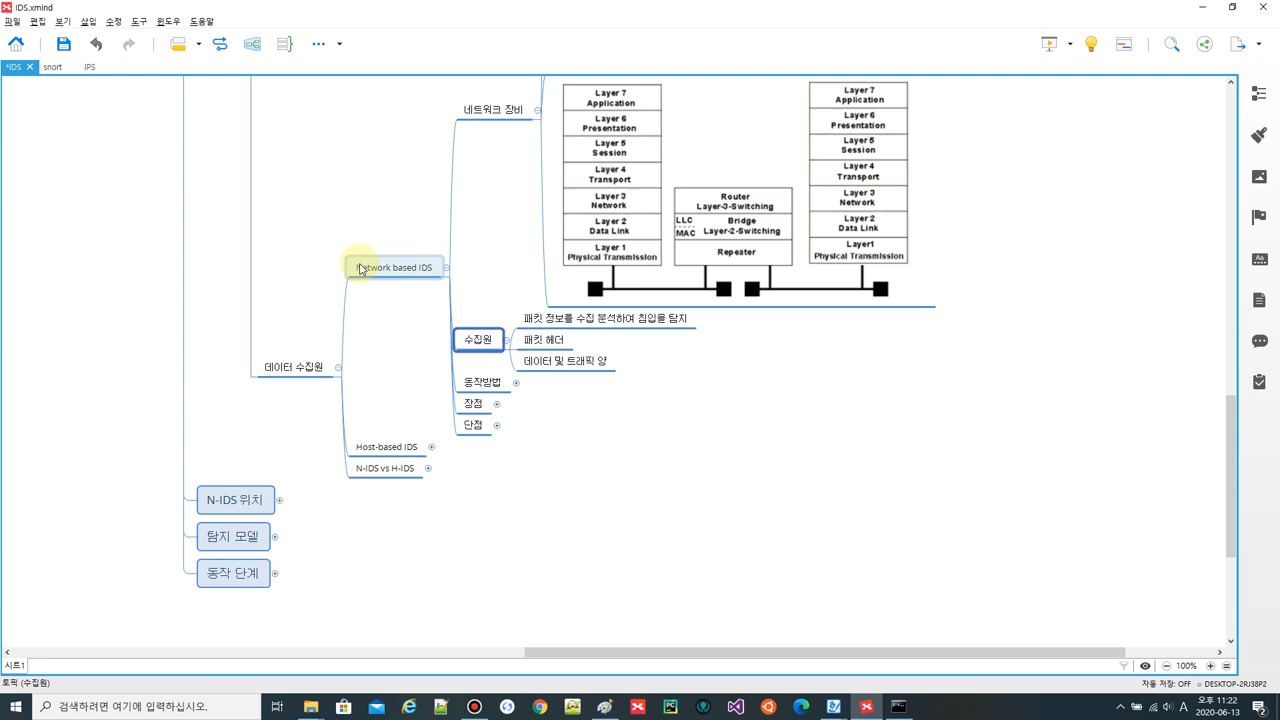 IDS.xmind
파일 편집 보기 삽입 수정 도구 윈도우 도움말
*IDS
snort
IPS
네트워크 장비
Layer 7
Application
Layer 6
Presentation
Layer 5
Session
Layer 4
Transport
Layer 3
Network
Layer 2
Data Link
Layer 1
Physical Transmission
Router
Layer-3-Switching
LLC
MAC
Bridge
Layer-2-Switching
Repeater
Layer 7
Application
Layer 6
Presentation
Layer 5
Session
Layer 4
Transport
Layer 3
Network
Layer 2
Data Link
Layer1
Physical Transmission
Network based IDS
패킷 정보를 수집 분석하여 침입을 탐지
수집원
패킷 헤더
데이터 및 트래픽 양
데이터 수집원
동작방법
장점
단점
Host-based IDS
N-IDS vs H-IDS
N-IDS 위치
탐지 모델
동작 단계
시트1
100%
토픽 (수집원)
자동 저장: OFF
DESKTOP-2RJ38P2
검색하려면 여기에 입력하십시오.
A
오후 11:22
2020-06-13